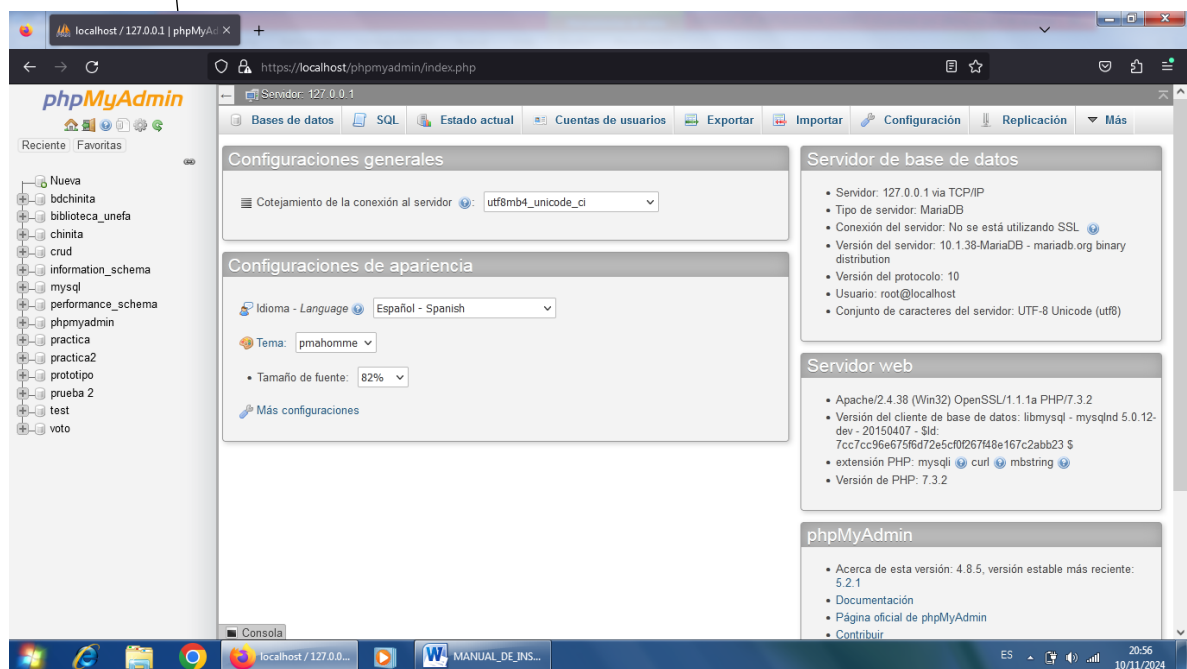 localhost / 127.0.0.1 | phpMyAd
https://localhost/phpmyadmin/index.php
phpMyAdmin
Reciente Favoritas
Nueva
bdchinita
biblioteca_unefa
chinita
crud
information_schema
mysql
performance_schema
phpmyadmin
practica
practica2
prototipo
prueba 2
test
voto
Servidor: 127.0.0.1
Bases de datos SQL Estado actual Cuentas de usuarios Exportar Importar Configuración Replicación Más
Configuraciones generales
Cotejamiento de la conexión al servidor : utf8mb4_unicode_ci
Configuraciones de apariencia
Idioma - Language Español - Spanish
Tema: pmahomme
• Tamaño de fuente: 82%
Más configuraciones
Servidor de base de datos
• Servidor: 127.0.0.1 via TCP/IP
• Tipo de servidor: MariaDB
• Conexión del servidor: No se está utilizando SSL
• Versión del servidor: 10.1.38-MariaDB - mariadb.org binary
distribution
• Versión del protocolo: 10
• Usuario: root@localhost
• Conjunto de caracteres del servidor: UTF-8 Unicode (utf8)
Servidor web
• Apache/2.4.38 (Win32) OpenSSL/1.1.1a PHP/7.3.2
• Versión del cliente de base de datos: libmysql - mysqlnd 5.0.12-
dev - 20150407 - $Id:
7cc7cc96e675f6d72e5cf0f267f48e167c2abb23 $
• extensión PHP: mysqli curl mbstring
• Versión de PHP: 7.3.2
phpMyAdmin
• Acerca de esta versión: 4.8.5, versión estable más reciente:
5.2.1
• Documentación
• Página oficial de phpMyAdmin
• Contribuir
Consola
localhost / 127.0.0... MANUAL_DE_INS... ES 20:56
10/11/2024